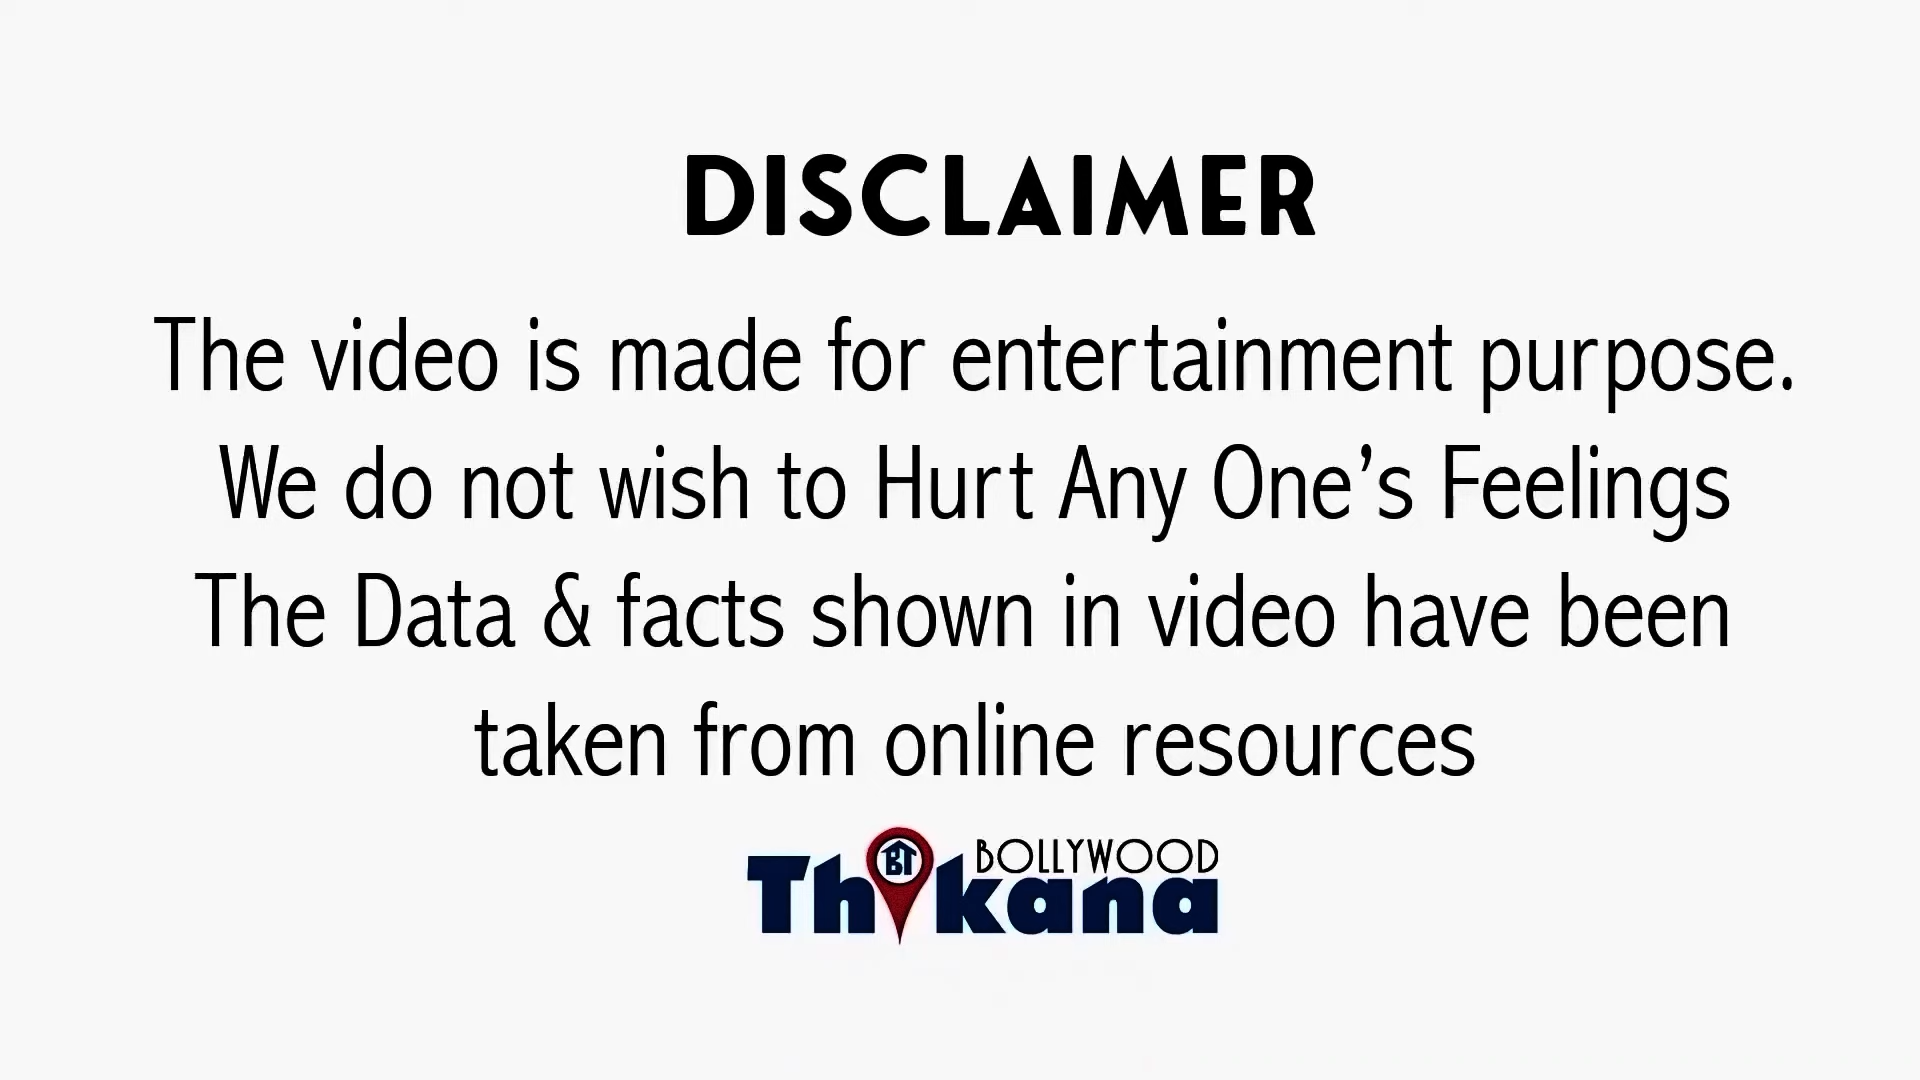 DISCLAIMER
The video is made for entertainment purpose.
We do not wish to Hurt Any One’s Feelings
The Data & facts shown in video have been
taken from online resources
BOLLYWOOD
BT
Thikana